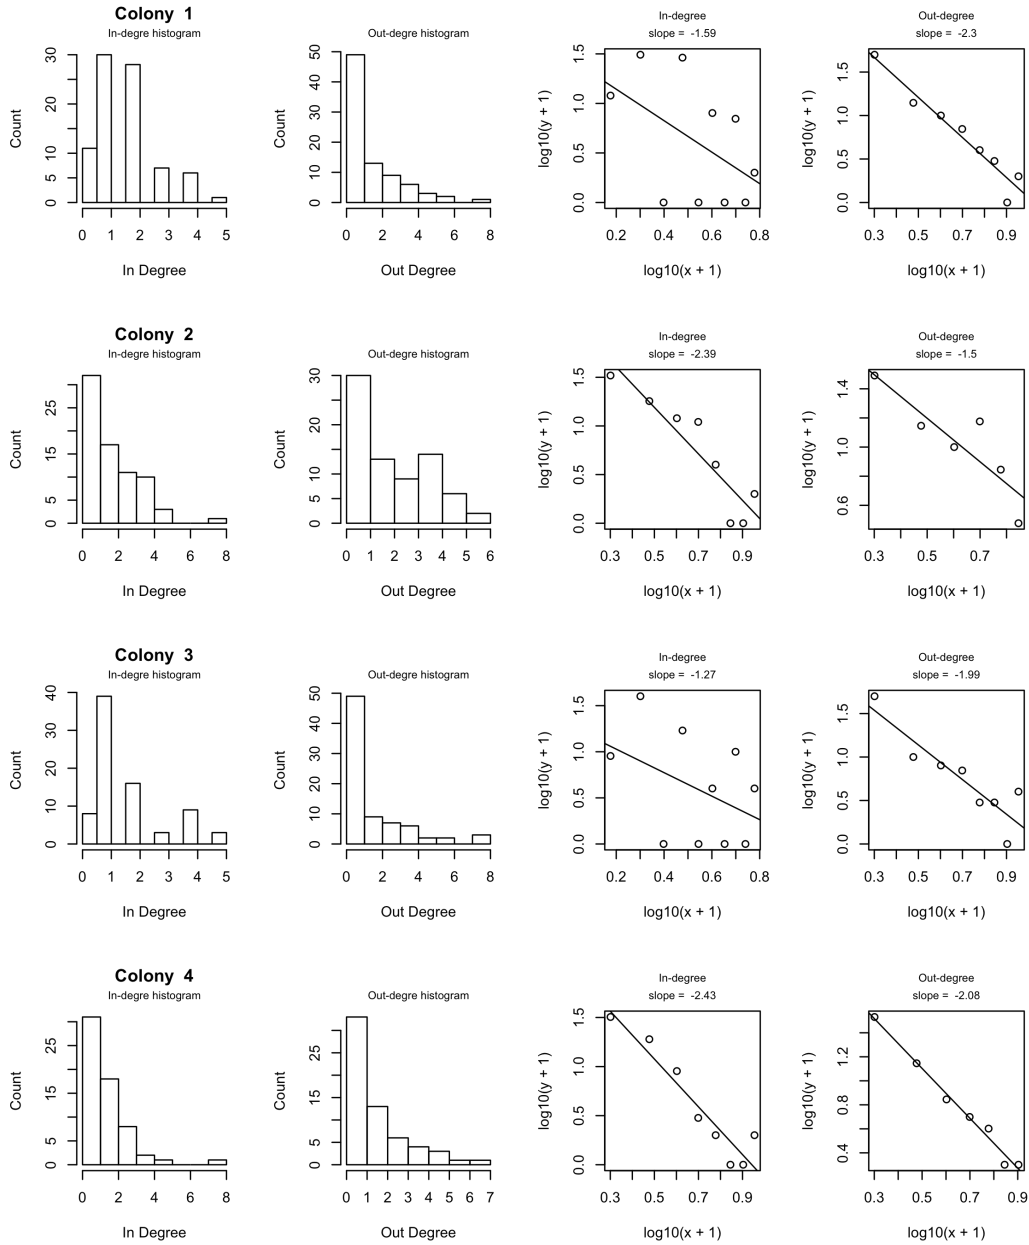 Colony 1
In-degre histogram
Count
0
5
10
20
30
0 1 2 3 4 5
In Degree
Out-degre histogram
Count
0
10
20
30
40
50
0 2 4 6 8
Out Degree
In-degree
slope = -1.59
log10(y + 1)
0.0
0.5
1.0
1.5
0.2 0.4 0.6 0.8
log10(x + 1)
Out-degree
slope = -2.3
log10(y + 1)
0.0
0.5
1.0
1.5
0.3 0.5 0.7 0.9
log10(x + 1)
Colony 2
In-degre histogram
Count
0
5
15
25
0 2 4 6 8
In Degree
Out-degre histogram
Count
0
5
10
20
30
0 1 2 3 4 5 6
Out Degree
In-degree
slope = -2.39
log10(y + 1)
0.0
0.5
1.0
1.5
0.3 0.5 0.7 0.9
log10(x + 1)
Out-degree
slope = -1.5
log10(y + 1)
0.6
1.0
1.4
0.3 0.5 0.7
log10(x + 1)
Colony 3
In-degre histogram
Count
0
10
20
30
40
0 1 2 3 4 5
In Degree
Out-degre histogram
Count
0
10
20
30
40
50
0 2 4 6 8
Out Degree
In-degree
slope = -1.27
log10(y + 1)
0.0
0.5
1.0
1.5
0.2 0.4 0.6 0.8
log10(x + 1)
Out-degree
slope = -1.99
log10(y + 1)
0.0
0.5
1.0
1.5
0.3 0.5 0.7 0.9
log10(x + 1)
Colony 4
In-degre histogram
Count
0
5
15
25
0 2 4 6 8
In Degree
Out-degre histogram
Count
0
5
15
25
0 1 2 3 4 5 6 7
Out Degree
In-degree
slope = -2.43
log10(y + 1)
0.0
0.5
1.0
1.5
0.3 0.5 0.7 0.9
log10(x + 1)
Out-degree
slope = -2.08
log10(y + 1)
0.4
0.8
1.2
0.3 0.5 0.7 0.9
log10(x + 1)